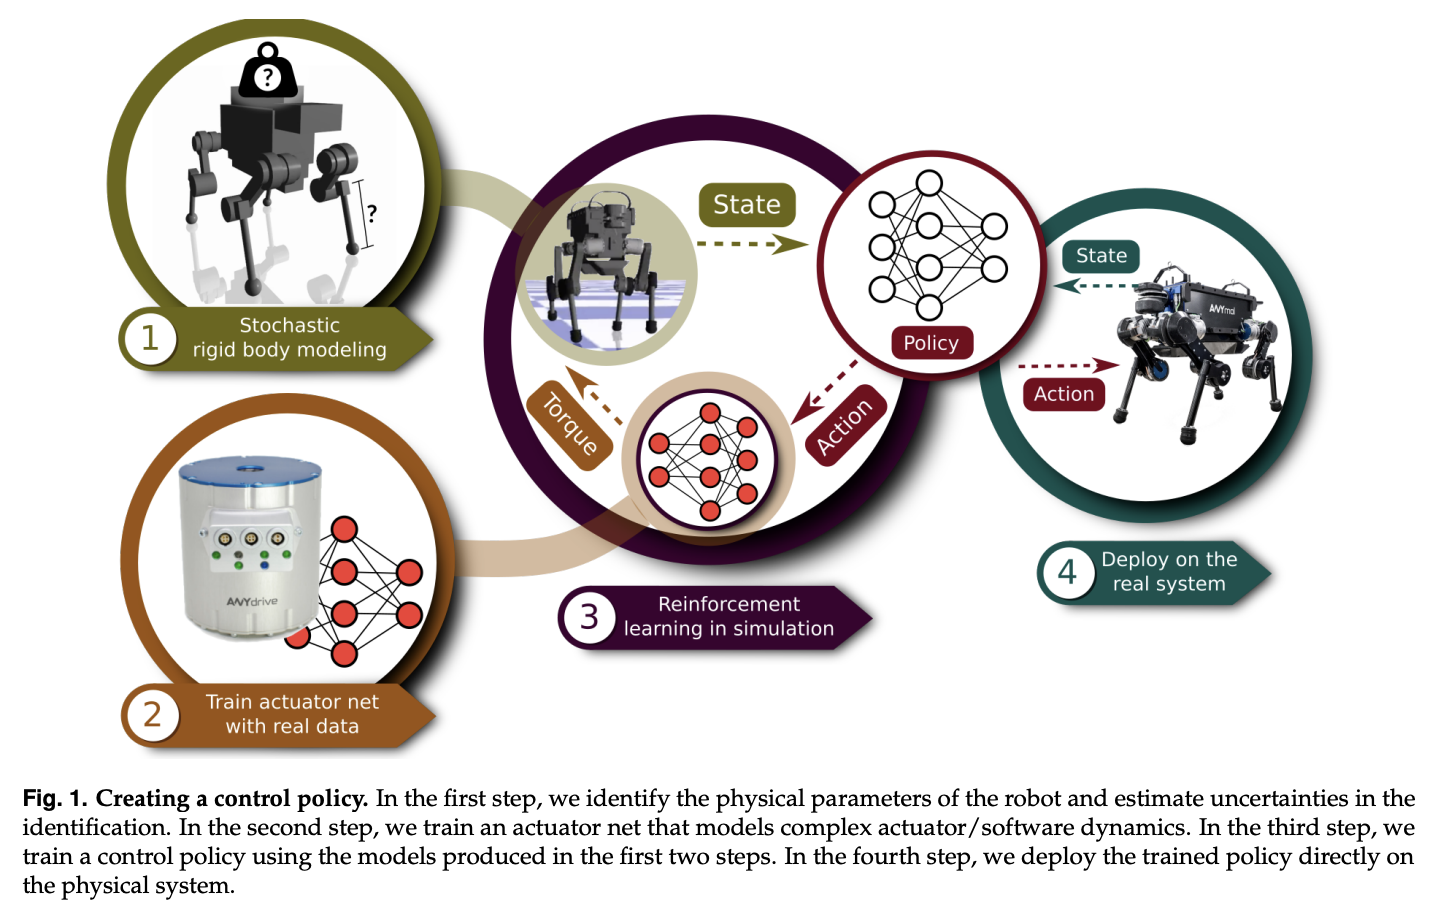 ?
?
1
Stochastic
rigid body modeling
ANYdrive
2
Train actuator net
with real data
State
Policy
Action
Torque
3
Reinforcement
learning in simulation
State
ANYmal
Action
4
Deploy on the
real system
Fig. 1. Creating a control policy. In the first step, we identify the physical parameters of the robot and estimate uncertainties in the
identification. In the second step, we train an actuator net that models complex actuator/software dynamics. In the third step, we
train a control policy using the models produced in the first two steps. In the fourth step, we deploy the trained policy directly on
the physical system.